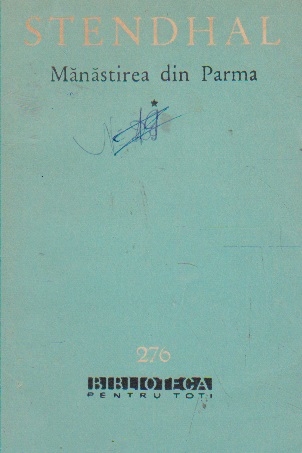 STENDHAL
Mănăstirea din Parma
*
276
BIBLIOTECA
PENTRU TOȚI